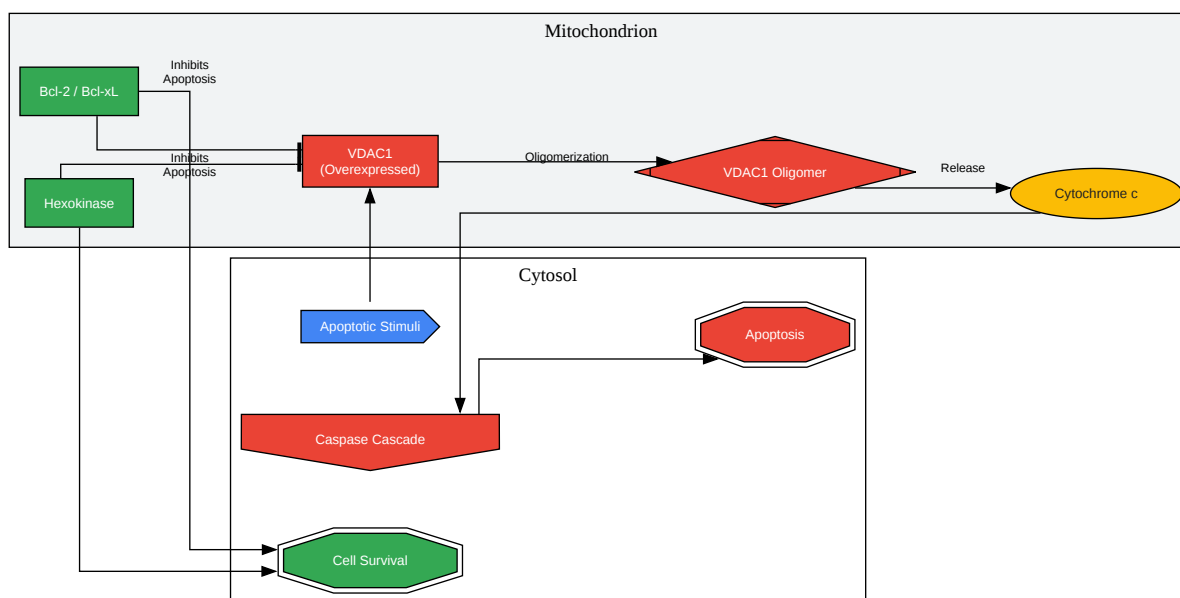 Mitochondrion
Inhibits
Apoptosis
Bcl-2 / Bcl-xL
VDAC1
(Overexpressed)
Oligomerization
Inhibits
Apoptosis
VDAC1 Oligomer
Release
Cytochrome c
Hexokinase
Cytosol
Apoptotic Stimuli
Apoptosis
Caspase Cascade
Cell Survival